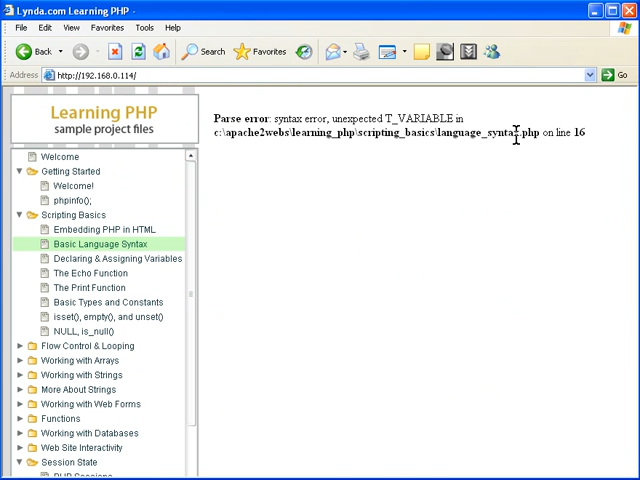 Lynda.com Learning PHP -
File Edit View Favorites Tools Help
Back Search Favorites
Address http://192.168.0.114/ Go
Learning PHP
sample project files
Welcome
Getting Started
Welcome!
phpinfo();
Scripting Basics
Embedding PHP in HTML
Basic Language Syntax
Declaring & Assigning Variables
The Echo Function
The Print Function
Basic Types and Constants
isset(), empty(), and unset()
NULL, is_null()
Flow Control & Looping
Working with Arrays
Working with Strings
More About Strings
Working with Web Forms
Functions
Working with Databases
Web Site Interactivity
Session State
PHP Sessions
Parse error: syntax error, unexpected T_VARIABLE in
c:\apache2webs\learning_php\scripting_basics\language_syntax.php on line 16